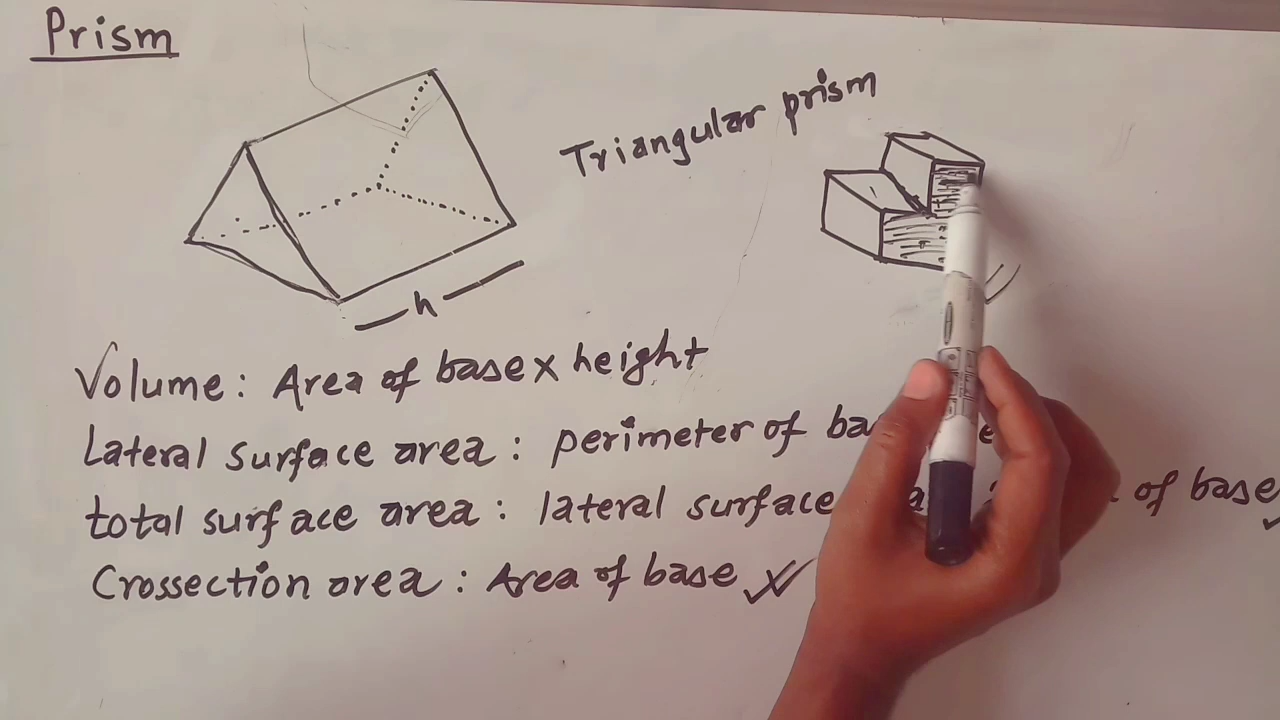 Prism
Triangular prism
h
Volume: Area of base x height
Lateral surface area: perimeter of
total surface area: lateral surface of base
Crossection area: Area of base